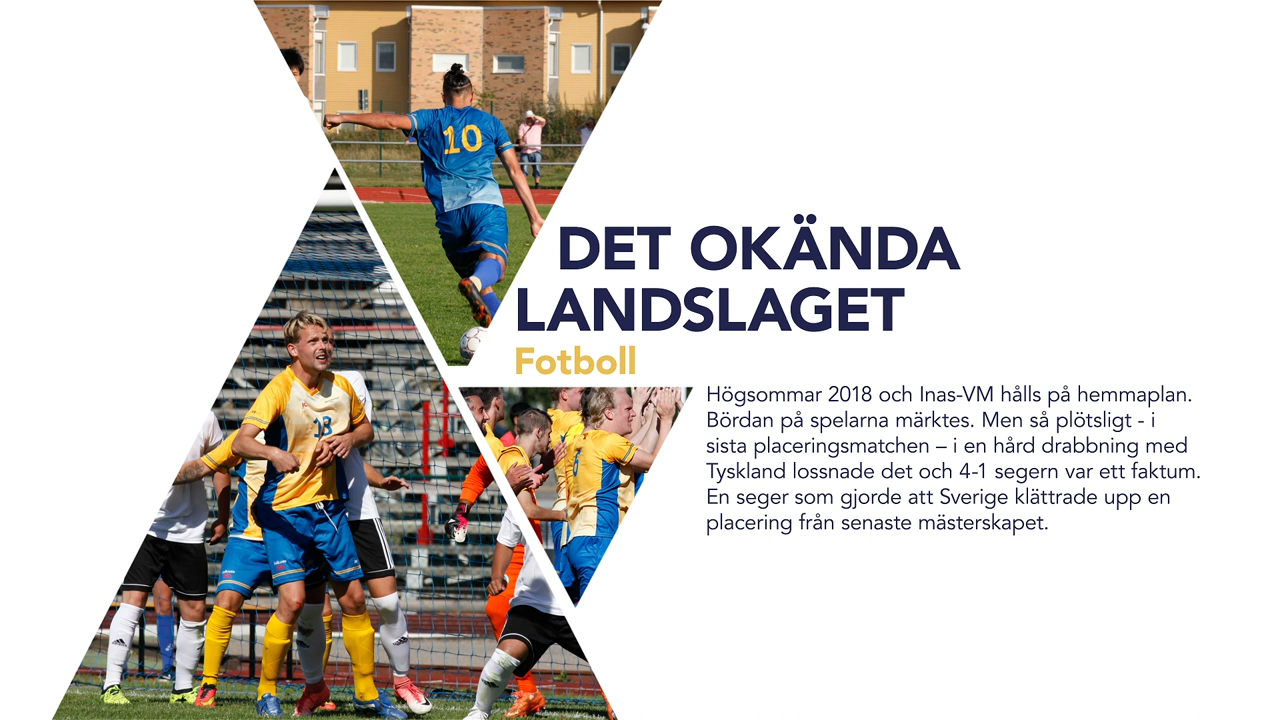 10
DET OKÄNDA
LANDSLAGET
Fotboll
Högsommar 2018 och Inas-VM hålls på hemmaplan.
Bördan på spelarna märktes. Men så plötsligt - i
sista placeringsmatchen – i en hård drabbning med
Tyskland lossnade det och 4-1 segern var ett faktum.
En seger som gjorde att Sverige klättrade upp en
placering från senaste mästerskapet.
13